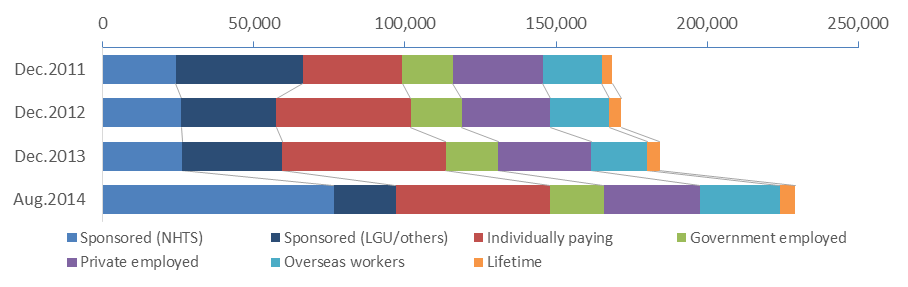 0 50,000 100,000 150,000 200,000 250,000
Dec.2011
Dec.2012
Dec.2013
Aug.2014
Sponsored (NHTS) Sponsored (LGU/others) Individually paying Government employed
Private employed Overseas workers Lifetime